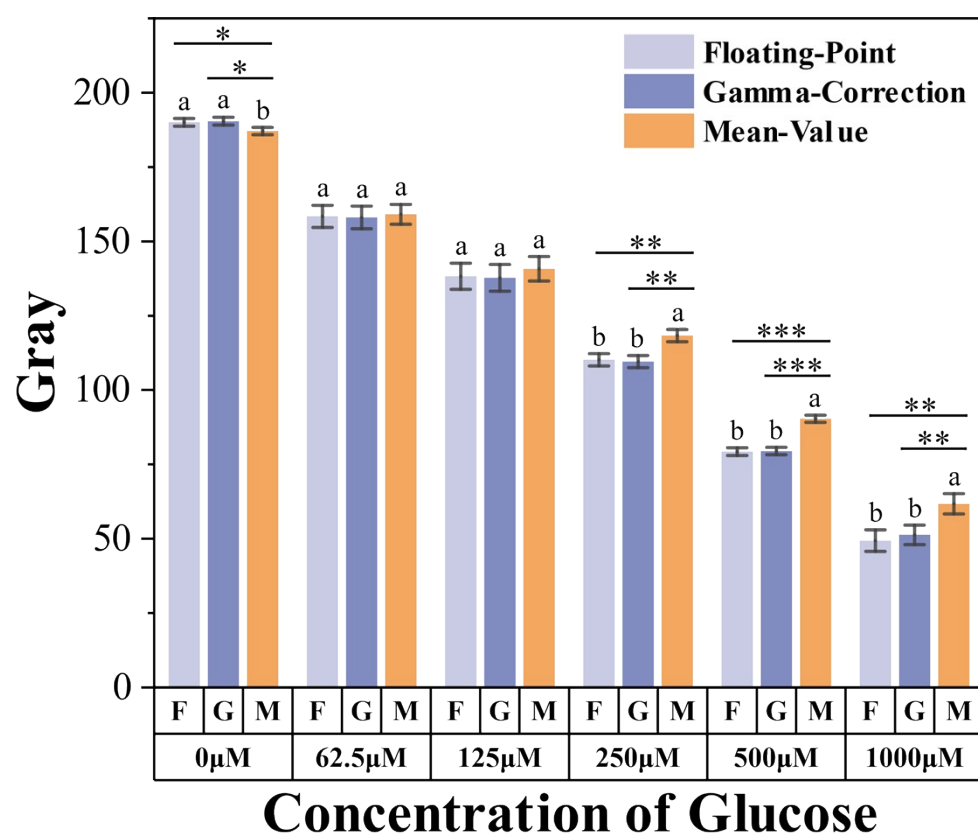 Floating-Point
Gamma-Correction
Mean-Value
Gray
200
150
100
50
0
* 
*
a a b
a a a
a a a
**
**
b b a
***
***
b b a
**
**
b b a
F G M F G M F G M F G M F G M F G M
0μM 62.5μM 125μM 250μM 500μM 1000μM
Concentration of Glucose